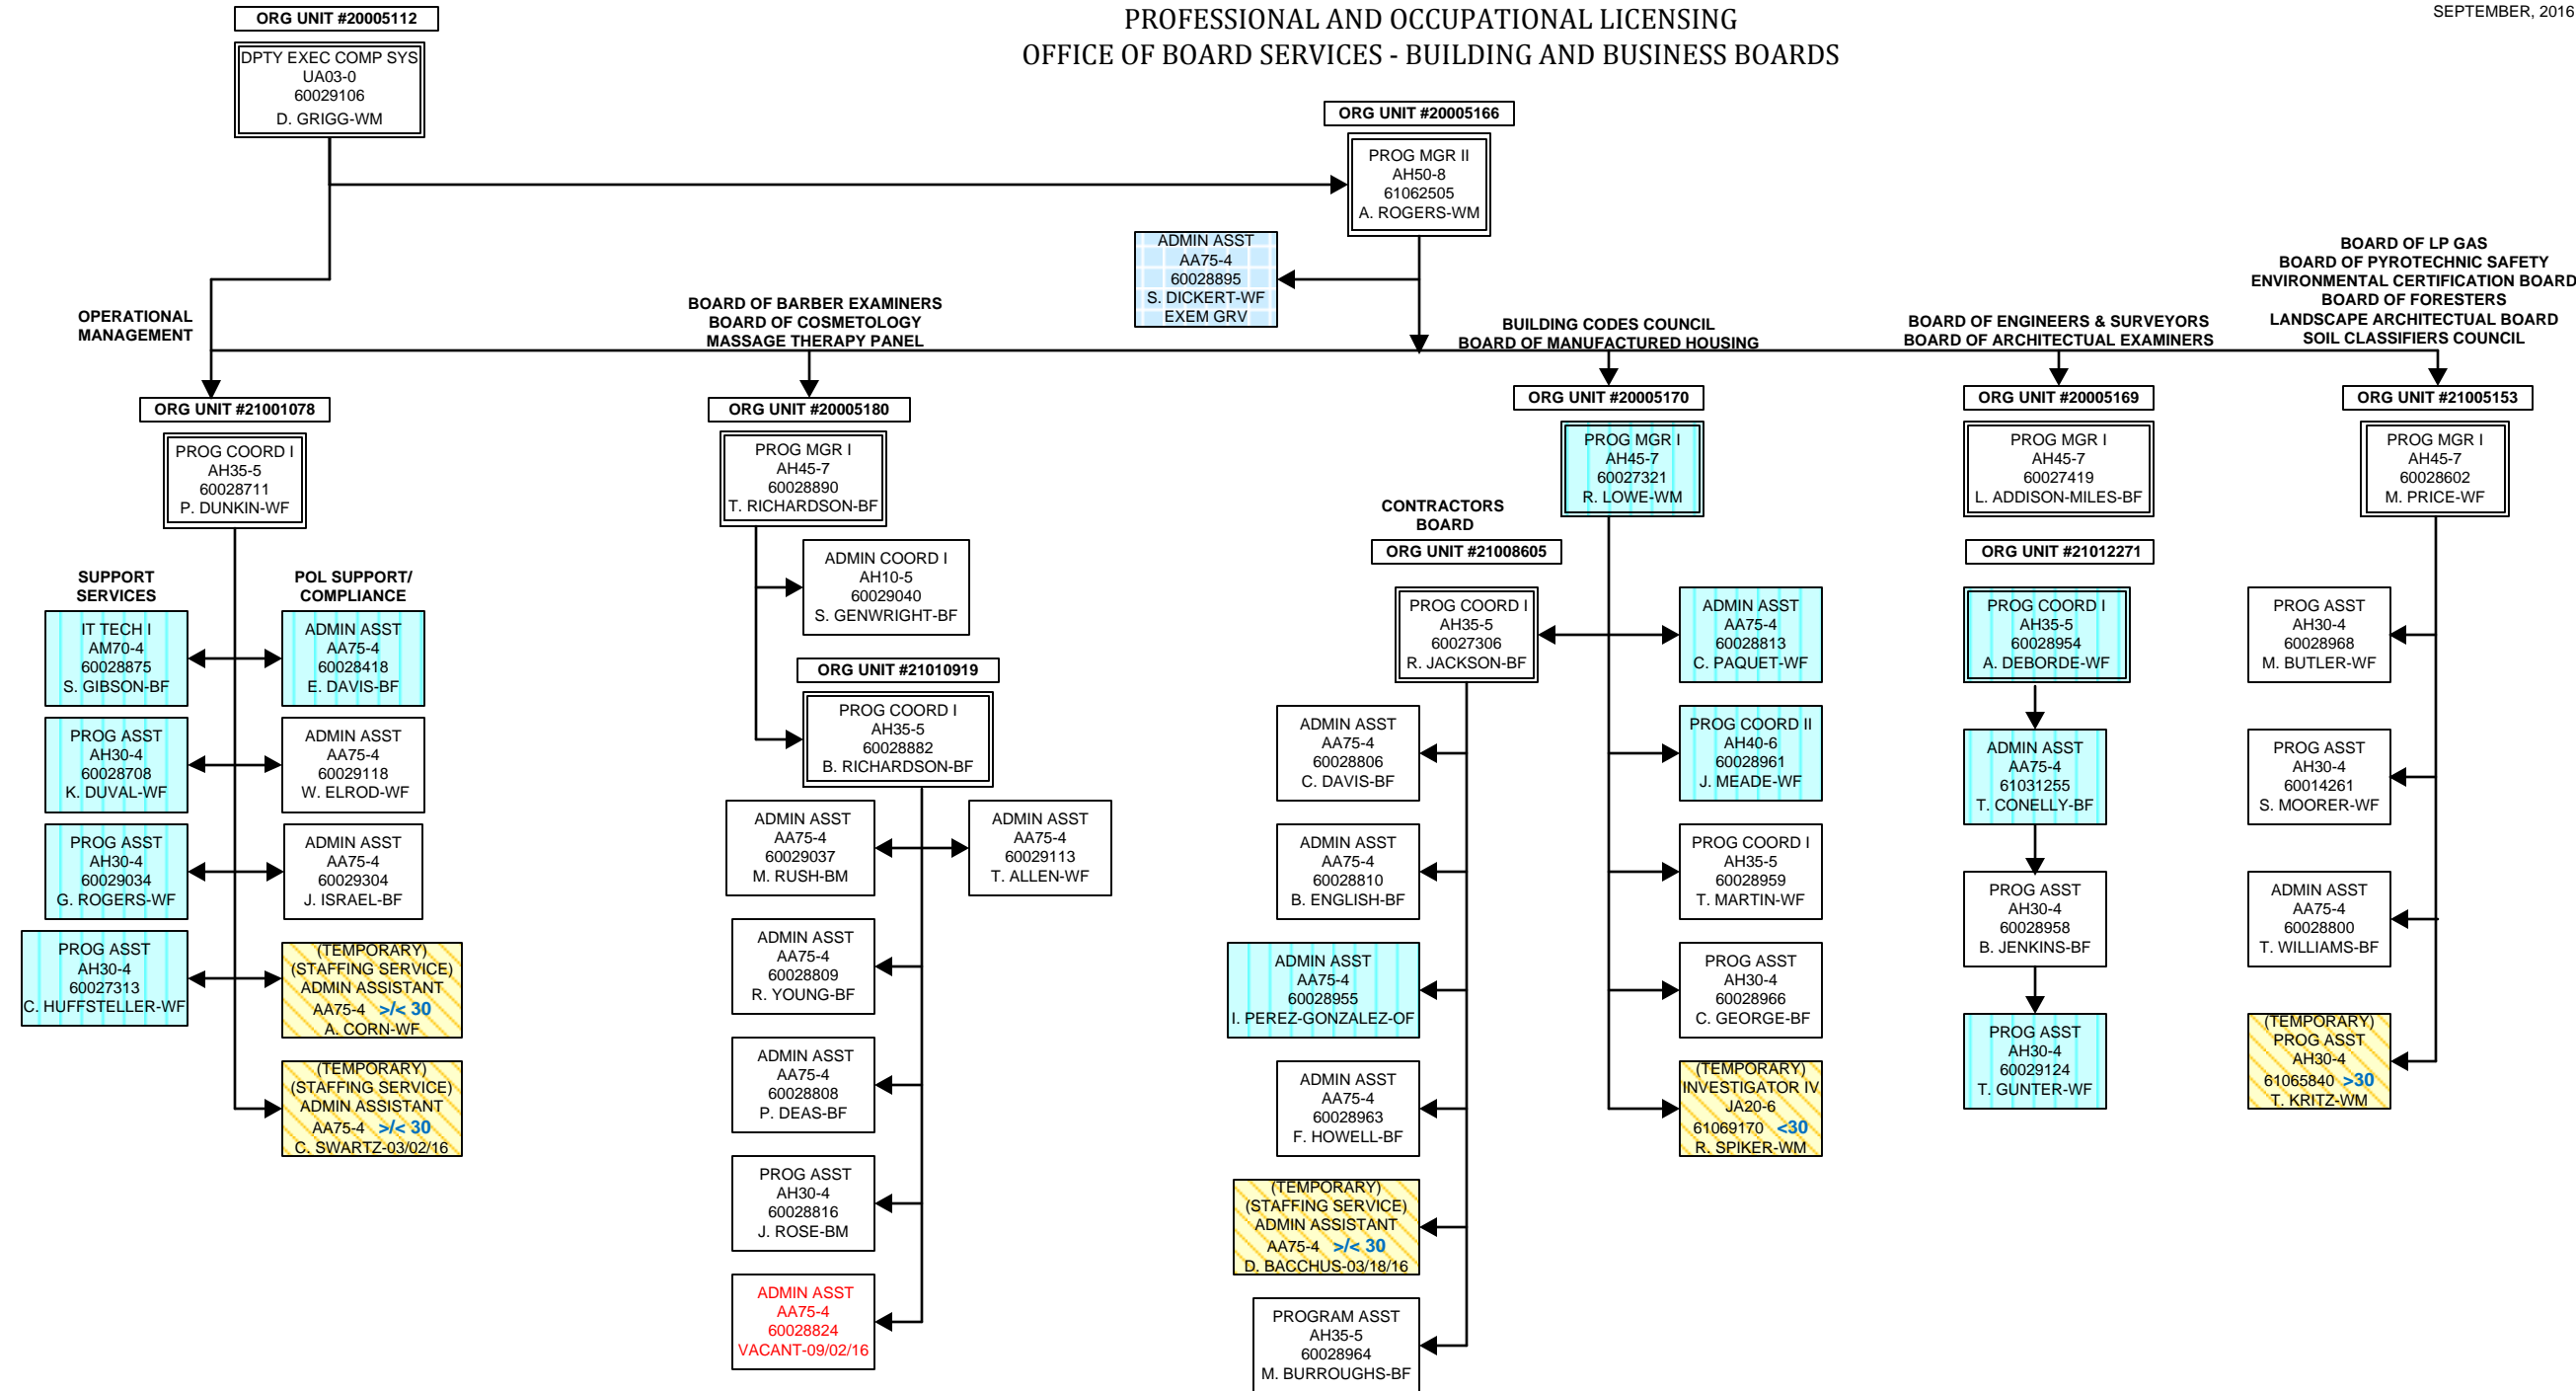 PROFESSIONAL AND OCCUPATIONAL LICENSING
OFFICE OF BOARD SERVICES - BUILDING AND BUSINESS BOARDS
SEPTEMBER, 2016
ORG UNIT #20005112
DPTY EXEC COMP SYS
UA03-0
60029106
D. GRIGG-WM
ORG UNIT #20005166
PROG MGR II
AH50-8
61062505
A. ROGERS-WM
ADMIN ASST
AA75-4
60028895
S. DICKERT-WF
EXEM GRV
OPERATIONAL
MANAGEMENT
ORG UNIT #21001078
PROG COORD I
AH35-5
60028711
P. DUNKIN-WF
SUPPORT
SERVICES
IT TECH I
AM70-4
60028875
S. GIBSON-BF
PROG ASST
AH30-4
60028708
K. DUVAL-WF
PROG ASST
AH30-4
60029034
G. ROGERS-WF
PROG ASST
AH30-4
60027313
C. HUFFSTELLER-WF
POL SUPPORT/
COMPLIANCE
ADMIN ASST
AA75-4
60028418
E. DAVIS-BF
ADMIN ASST
AA75-4
60029118
W. ELROD-WF
ADMIN ASST
AA75-4
60029304
J. ISRAEL-BF
(TEMPORARY)
(STAFFING SERVICE)
ADMIN ASSISTANT
AA75-4 >/< 30
A. CORN-WF
(TEMPORARY)
(STAFFING SERVICE)
ADMIN ASSISTANT
AA75-4 >/< 30
C. SWARTZ-03/02/16
BOARD OF BARBER EXAMINERS
BOARD OF COSMETOLOGY
MASSAGE THERAPY PANEL
ORG UNIT #20005180
PROG MGR I
AH45-7
60028890
T. RICHARDSON-BF
ADMIN COORD I
AH10-5
60029040
S. GENWRIGHT-BF
ORG UNIT #21010919
PROG COORD I
AH35-5
60028882
B. RICHARDSON-BF
ADMIN ASST
AA75-4
60029037
M. RUSH-BM
ADMIN ASST
AA75-4
60029113
T. ALLEN-WF
ADMIN ASST
AA75-4
60028809
R. YOUNG-BF
ADMIN ASST
AA75-4
60028808
P. DEAS-BF
PROG ASST
AH30-4
60028816
J. ROSE-BM
ADMIN ASST
AA75-4
60028824
VACANT-09/02/16
BUILDING CODES COUNCIL
BOARD OF MANUFACTURED HOUSING
ORG UNIT #20005170
PROG MGR I
AH45-7
60027321
R. LOWE-WM
CONTRACTORS
BOARD
ORG UNIT #21008605
PROG COORD I
AH35-5
60027306
R. JACKSON-BF
ADMIN ASST
AA75-4
60028806
C. DAVIS-BF
ADMIN ASST
AA75-4
60028810
B. ENGLISH-BF
ADMIN ASST
AA75-4
60028955
I. PEREZ-GONZALEZ-OF
ADMIN ASST
AA75-4
60028963
F. HOWELL-BF
(TEMPORARY)
(STAFFING SERVICE)
ADMIN ASSISTANT
AA75-4 >/< 30
D. BACCHUS-03/18/16
PROGRAM ASST
AH35-5
60028964
M. BURROUGHS-BF
ADMIN ASST
AA75-4
60028813
C. PAQUET-WF
PROG COORD II
AH40-6
60028961
J. MEADE-WF
PROG COORD I
AH35-5
60028959
T. MARTIN-WF
PROG ASST
AH30-4
60028966
C. GEORGE-BF
(TEMPORARY)
INVESTIGATOR IV
JA20-6
61069170 <30
R. SPIKER-WM
BOARD OF ENGINEERS & SURVEYORS
BOARD OF ARCHITECTUAL EXAMINERS
ORG UNIT #20005169
PROG MGR I
AH45-7
60027419
L. ADDISON-MILES-BF
ORG UNIT #21012271
PROG COORD I
AH35-5
60028954
A. DEBORDE-WF
ADMIN ASST
AA75-4
61031255
T. CONELLY-BF
PROG ASST
AH30-4
60028958
B. JENKINS-BF
PROG ASST
AH30-4
60029124
T. GUNTER-WF
BOARD OF LP GAS
BOARD OF PYROTECHNIC SAFETY
ENVIRONMENTAL CERTIFICATION BOARD
BOARD OF FORESTERS
LANDSCAPE ARCHITECTUAL BOARD
SOIL CLASSIFIERS COUNCIL
ORG UNIT #21005153
PROG MGR I
AH45-7
60028602
M. PRICE-WF
PROG ASST
AH30-4
60028968
M. BUTLER-WF
PROG ASST
AH30-4
60014261
S. MOORER-WF
ADMIN ASST
AA75-4
60028800
T. WILLIAMS-BF
(TEMPORARY)
PROG ASST
AH30-4
61065840 >30
T. KRITZ-WM